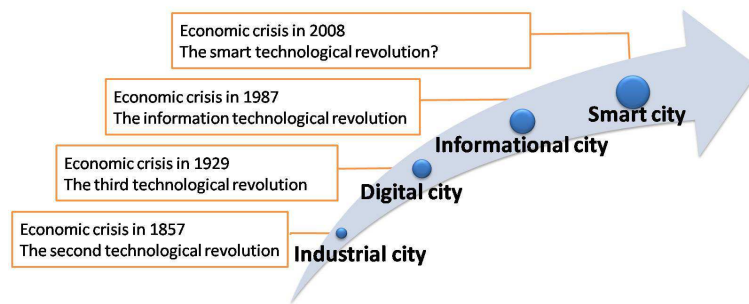 Economic crisis in 2008
The smart technological revolution?
Smart city
Economic crisis in 1987
The information technological revolution
Informational city
Economic crisis in 1929
The third technological revolution
Digital city
Economic crisis in 1857
The second technological revolution
Industrial city